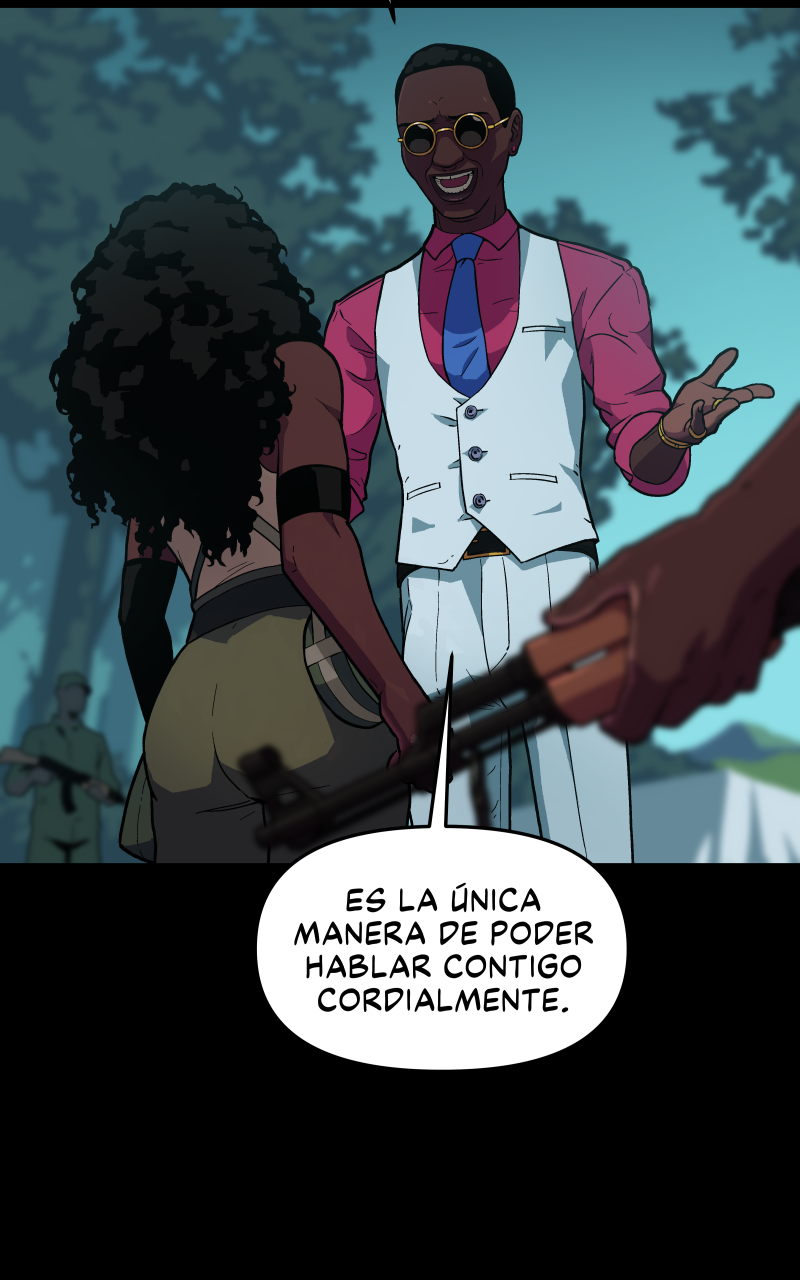 ES LA ÚNICA
MANERA DE PODER
HABLAR CONTIGO
CORDIALMENTE.